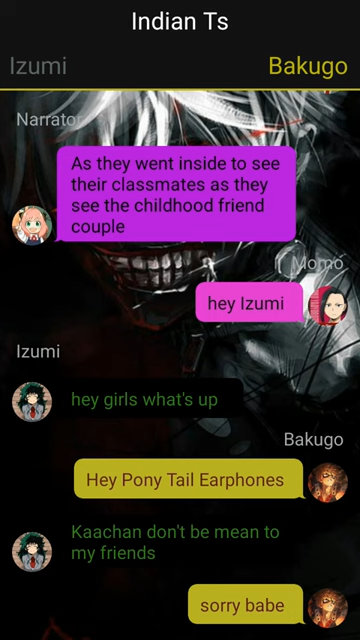 Indian Ts
Izumi
Bakugo
Narrator
As they went inside to see
their classmates as they
see the childhood friend
couple
Momo
hey Izumi
Izumi
hey girls what's up
Bakugo
Hey Pony Tail Earphones
Kaachan don't be mean to
my friends
sorry babe